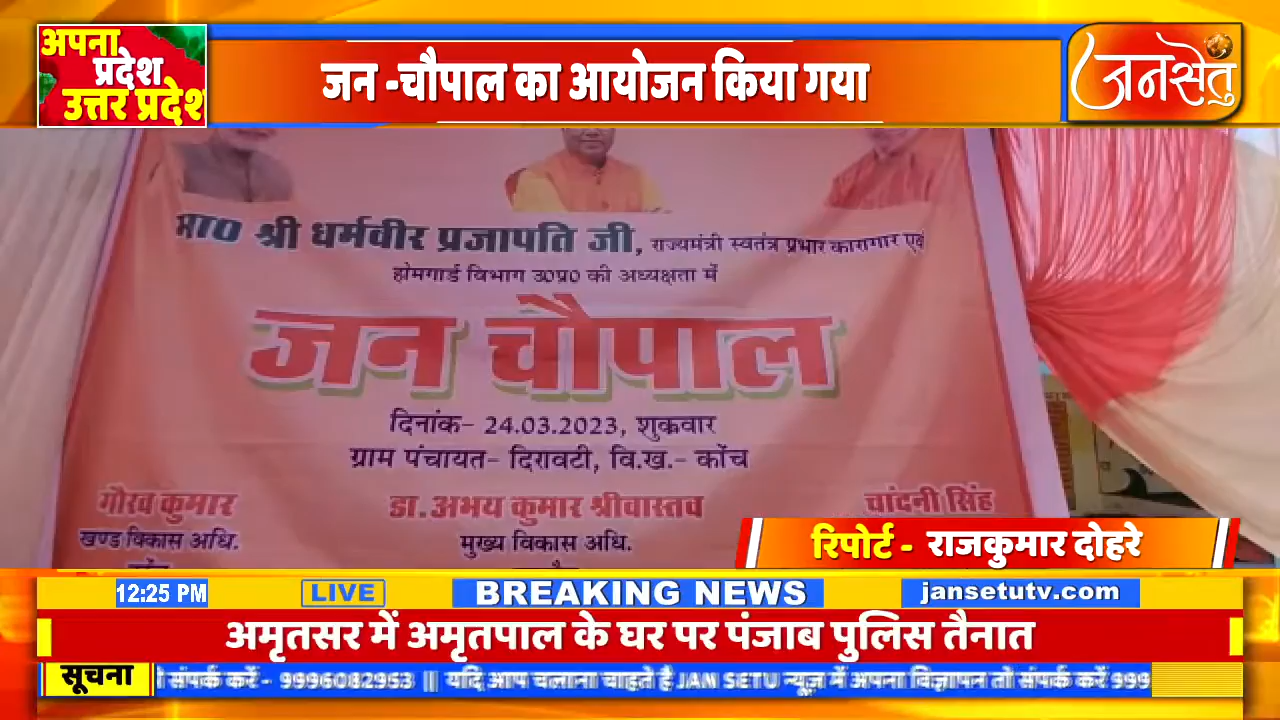 अपना
प्रदेश
उत्तर प्रदेश
जन -चौपाल का आयोजन किया गया
जनसेतु
मा0 श्री धर्मवीर प्रजापति जी, राज्यमंत्री स्वतंत्र प्रभार कारागार एवं
होमगार्ड विभाग उ0प्र0 की अध्यक्षता में
जन चौपाल
दिनांक- 24.03.2023, शुक्रवार
ग्राम पंचायत- दिरावटी, वि.ख.- कोंच
गौरव कुमार डा. अभय कुमार श्रीवास्तव चांदनी सिंह
खण्ड विकास अधि. मुख्य विकास अधि.
रिपोर्ट - राजकुमार दोहरे
12:25 PM LIVE BREAKING NEWS jansetutv.com
अमृतसर में अमृतपाल के घर पर पंजाब पुलिस तैनात
सूचना संपर्क करें - 9996082953 || यदि आप चलाना चाहते है JAN SETU न्यूज़ में अपना विज्ञापन तो संपर्क करें 999